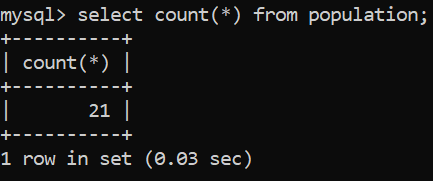 mysql> select count(*) from population;
+----------+
| count(*) |
+----------+
|       21 |
+----------+
1 row in set (0.03 sec)